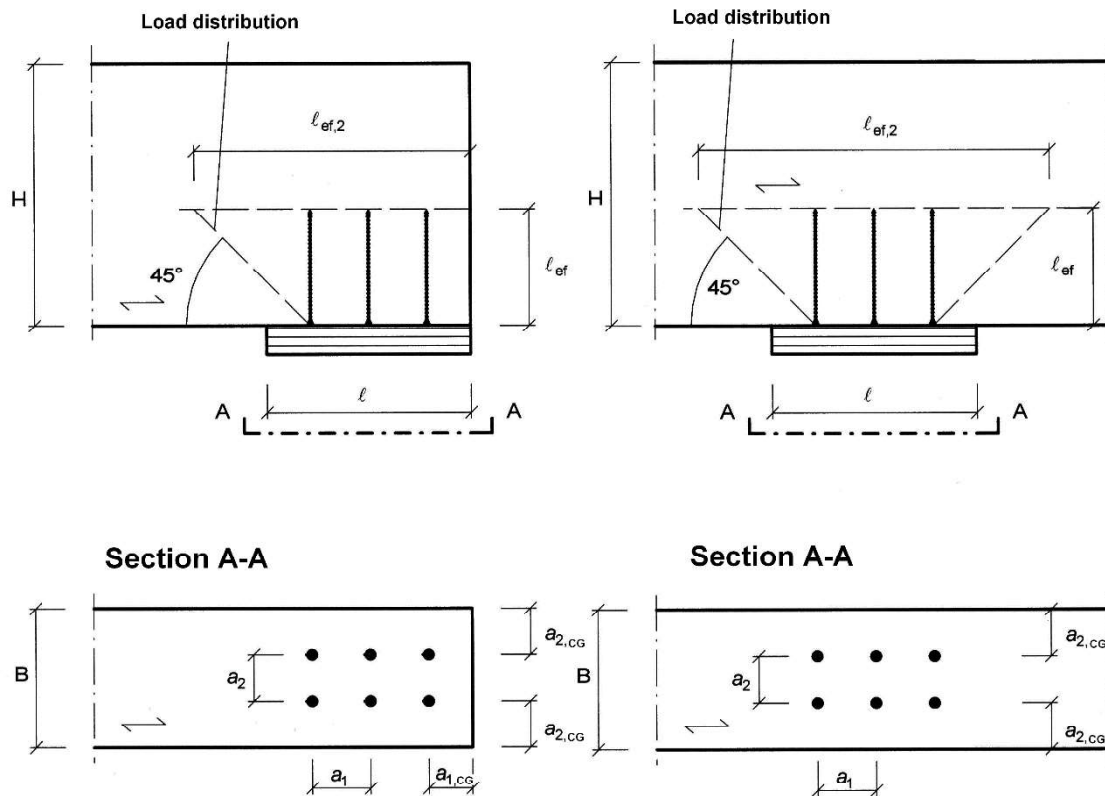 Load distribution
ℓef,2
H
45°
ℓef
ℓ
A A
Section A-A
B
a2
a2,CG
a2,CG
a1
a1,CG
Load distribution
ℓef,2
H
45°
ℓef
ℓ
A A
Section A-A
B
a2
a2,CG
a2,CG
a1